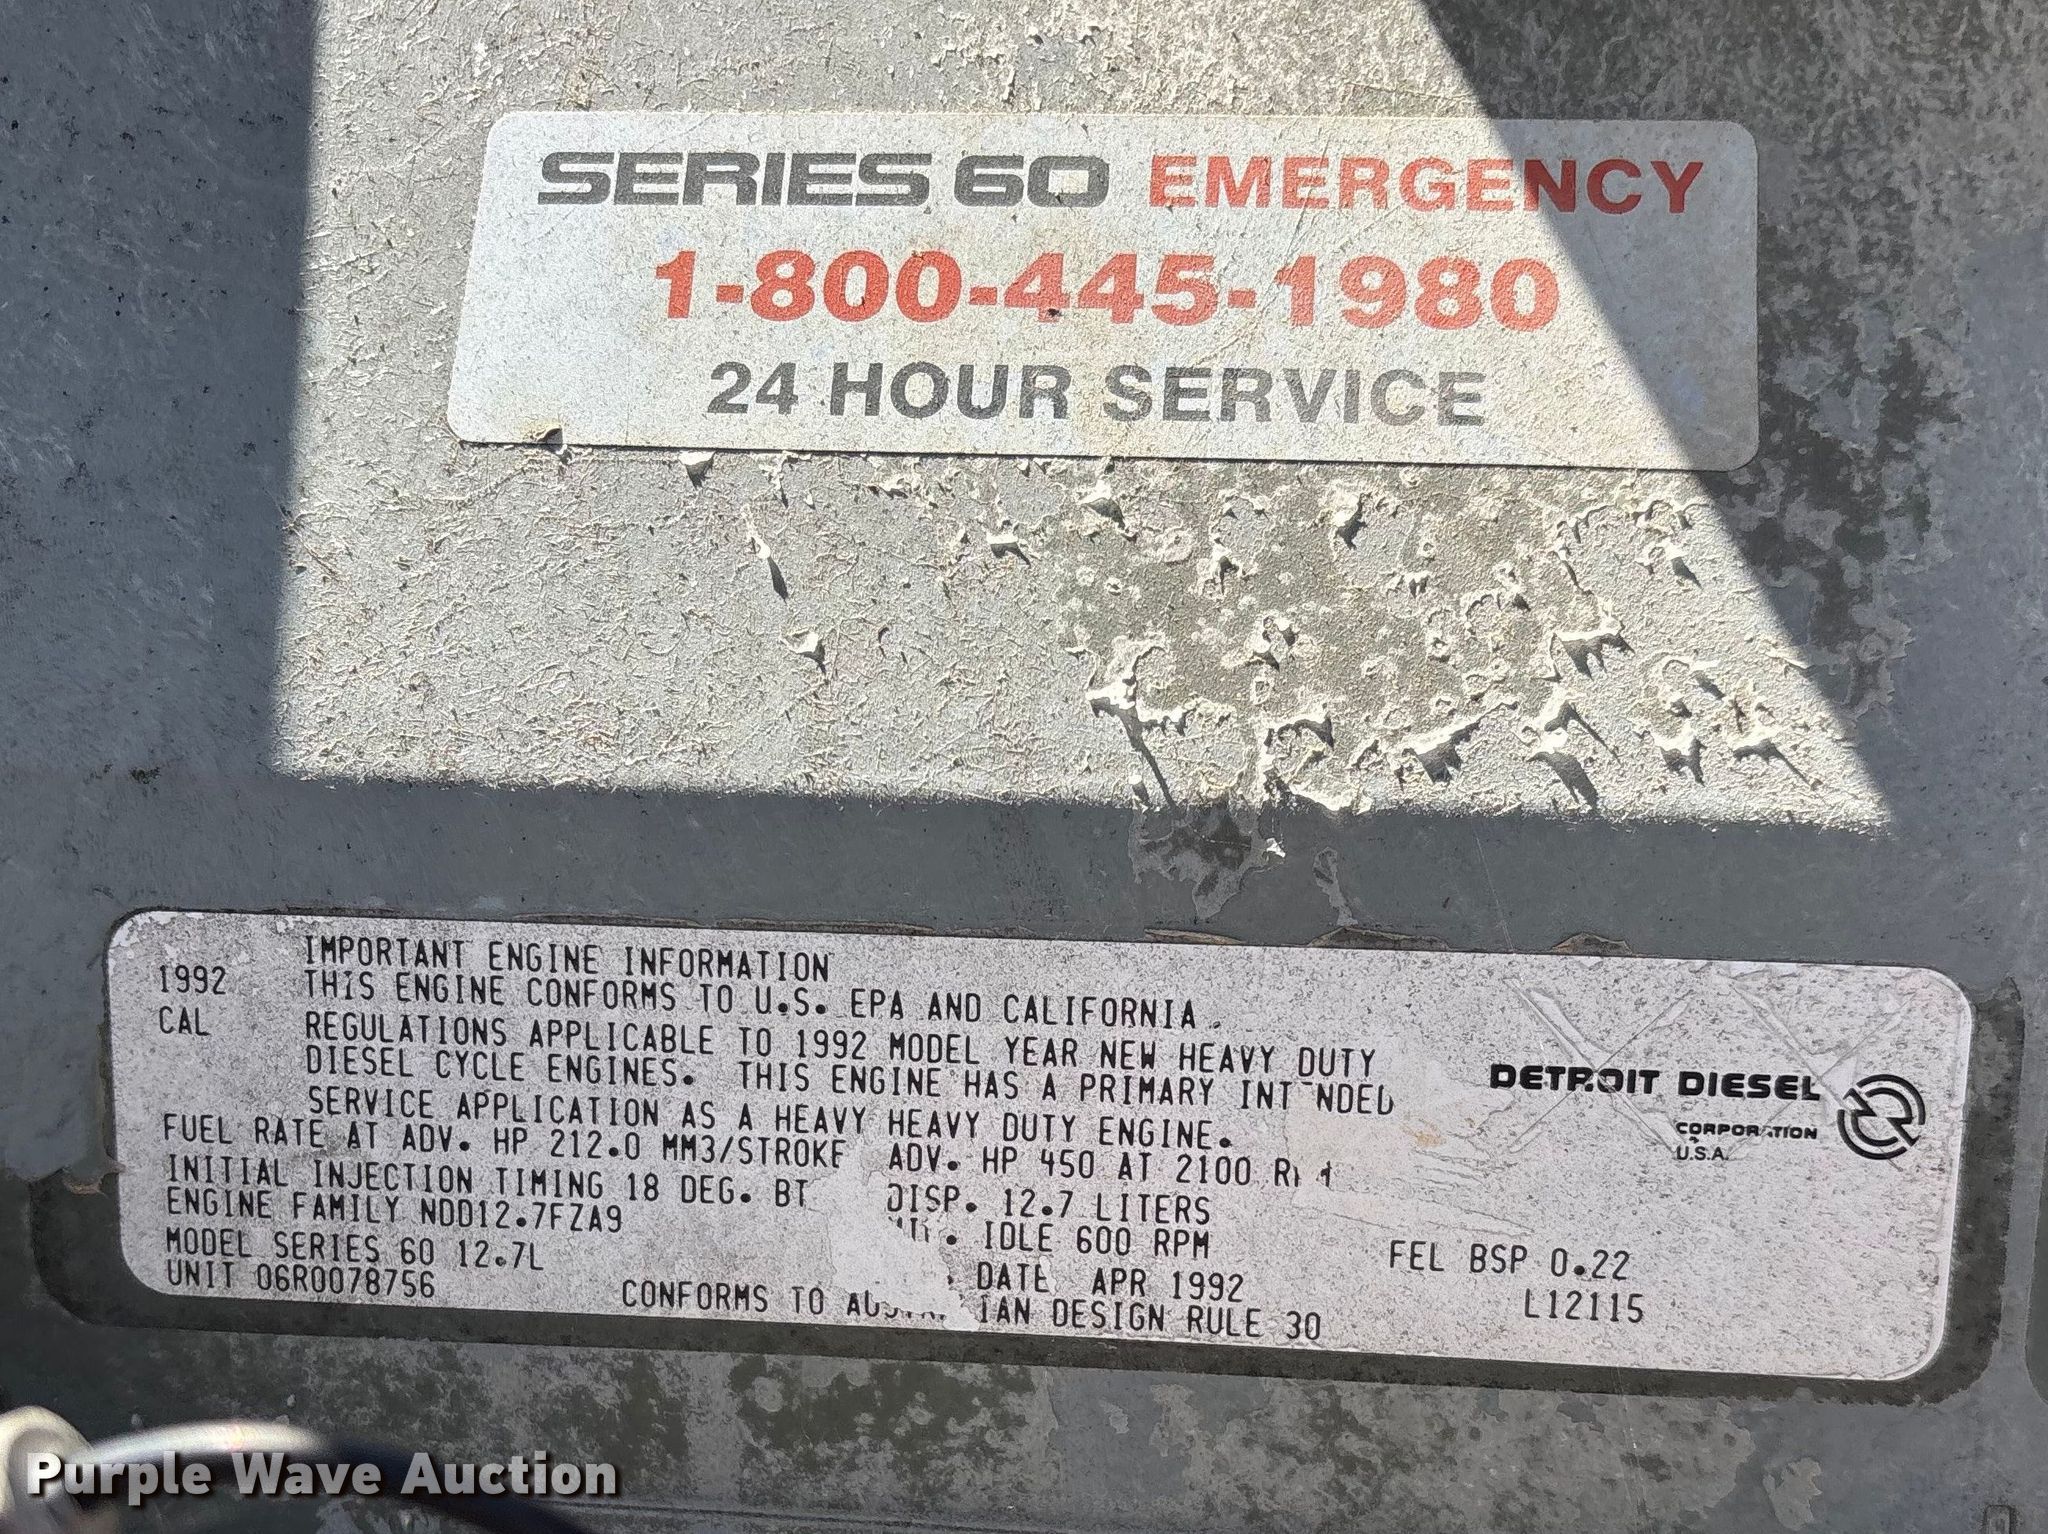 SERIES 60 EMERGENCY
1-800-445-1980
24 HOUR SERVICE
IMPORTANT ENGINE INFORMATION
1992 THIS ENGINE CONFORMS TO U.S. EPA AND CALIFORNIA
CAL REGULATIONS APPLICABLE TO 1992 MODEL YEAR NEW HEAVY DUTY
DIESEL CYCLE ENGINES. THIS ENGINE HAS A PRIMARY INTENDED
SERVICE APPLICATION AS A HEAVY HEAVY DUTY ENGINE.
FUEL RATE AT ADV. HP 212.0 MM3/STROKE ADV. HP 450 AT 2100 RPM
INITIAL INJECTION TIMING 18 DEG. BT DISP. 12.7 LITERS
ENGINE FAMILY NDD12.7FZA9 IDLE 600 RPM FEL BSP 0.22
MODEL SERIES 60 12.7L DATE APR 1992 L12115
UNIT 06R0078756 CONFORMS TO AUSTRALIAN DESIGN RULE 30
DETROIT DIESEL
CORPORATION
U.S.A.
Purple Wave Auction